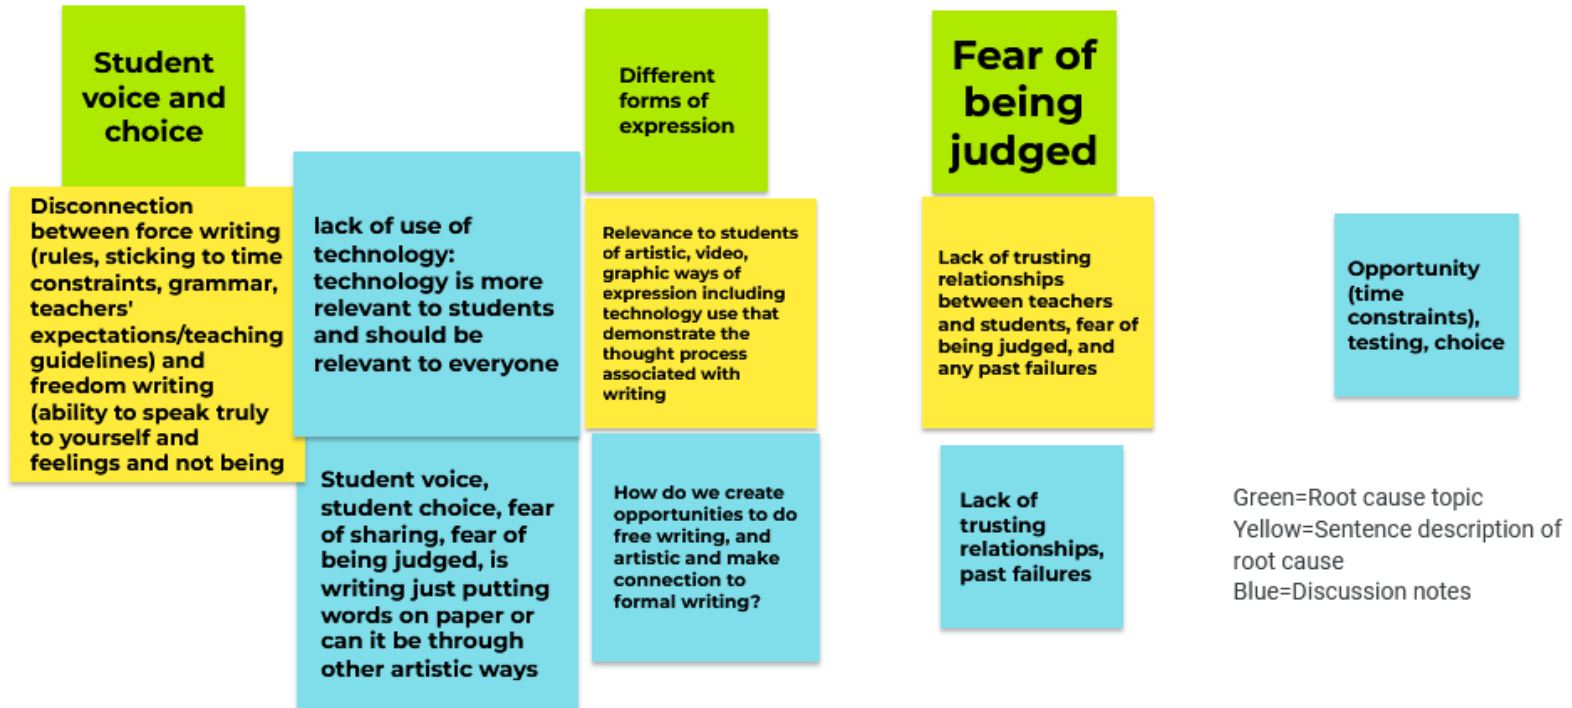 Student
voice and
choice
Disconnection
between force writing
(rules, sticking to time
constraints, grammar,
teachers'
expectations/teaching
guidelines) and
freedom writing
(ability to speak truly
to yourself and
feelings and not being
lack of use of
technology:
technology is more
relevant to students
and should be
relevant to everyone
Student voice,
student choice, fear
of sharing, fear of
being judged, is
writing just putting
words on paper or
can it be through
other artistic ways
Different
forms of
expression
Relevance to students
of artistic, video,
graphic ways of
expression including
technology use that
demonstrate the
thought process
associated with
writing
How do we create
opportunities to do
free writing, and
artistic and make
connection to
formal writing?
Fear of
being
judged
Lack of trusting
relationships
between teachers
and students, fear of
being judged, and
any past failures
Lack of
trusting
relationships,
past failures
Opportunity
(time
constraints),
testing, choice
Green=Root cause topic
Yellow=Sentence description of
root cause
Blue=Discussion notes